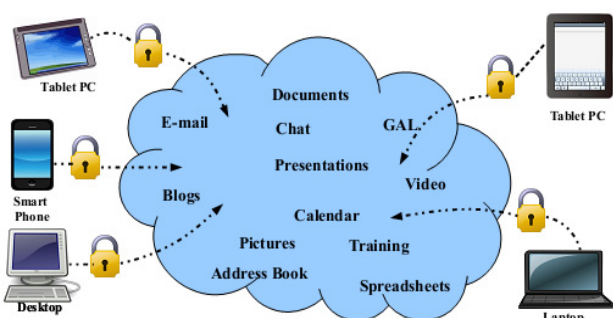 Tablet PC
Documents
E-mail
Chat
GAL.
Tablet PC
Presentations
Smart
Phone
Blogs
Video
Calendar
Pictures
Training
Address Book
Spreadsheets
Desktop
Laptop